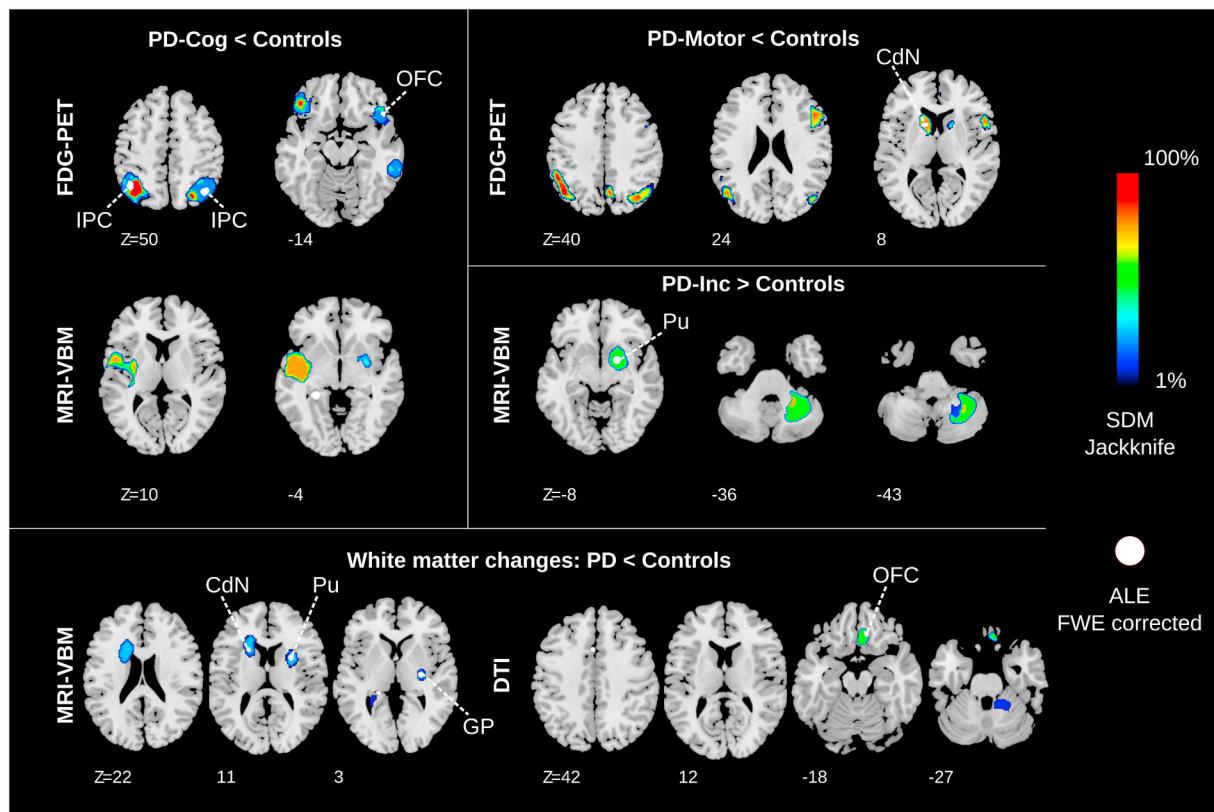 PD-Cog < Controls
FDG-PET
OFC
IPC
IPC
Z=50
-14
MRI-VBM
Z=10
-4
PD-Motor < Controls
CdN
Z=40
24
8
PD-Inc > Controls
MRI-VBM
Pu
Z=-8
-36
-43
FDG-PET
100%
1%
SDM
Jackknife
ALE
FWE corrected
White matter changes: PD < Controls
MRI-VBM
CdN
Pu
GP
Z=22
11
3
DTI
OFC
Z=42
12
-18
-27